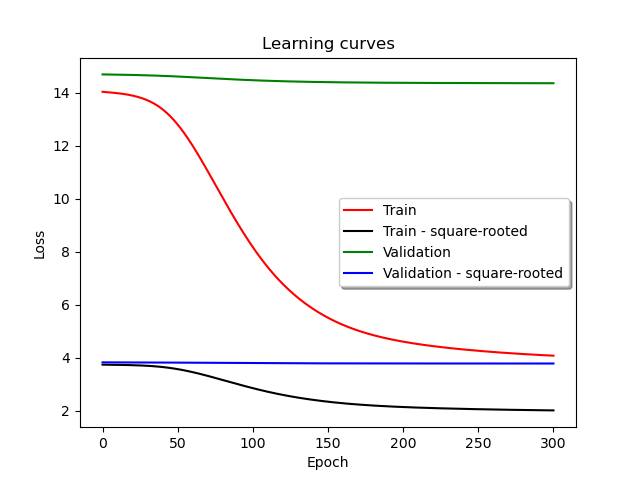 Learning curves
Loss
14
12
10
8
6
4
2
Train
Train - square-rooted
Validation
Validation - square-rooted
0 50 100 150 200 250 300
Epoch